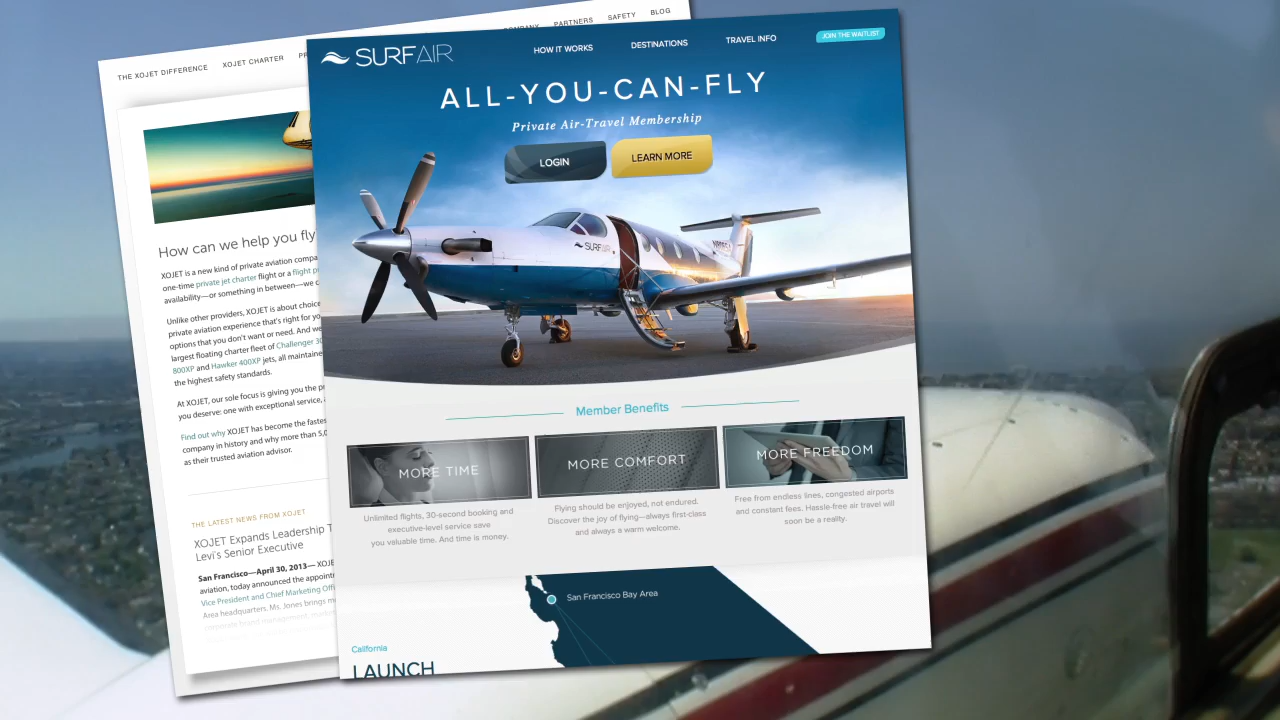 COMPANY PARTNERS SAFETY BLOG
THE XOJET DIFFERENCE XOJET CHARTER
How can we help you fly
XOJET is a new kind of private aviation
one-time private jet charter flight or a flight
availability—or something in between—we
Unlike other providers, XOJET is about
private aviation experience that's right for
options that you don't want or need. And
largest floating charter fleet of Challenger
800XP and Hawker 400XP jets, all
the highest safety standards.
At XOJET, our sole focus is giving you the
you deserve: one with exceptional service,
Find out why XOJET has become the
company in history and why more than
as their trusted aviation advisor.
THE LATEST NEWS FROM XOJET
XOJET Expands Leadership
Levi's Senior Executive
San Francisco—April 30, 2013—
aviation, today announced the
Vice President and Chief Marketing
Area headquarters. Ms. Jones brings
SURFAIR
HOW IT WORKS DESTINATIONS TRAVEL INFO JOIN THE WAITLIST
ALL-YOU-CAN-FLY
Private Air-Travel Membership
LOGIN LEARN MORE
SURFAIR
Member Benefits
MORE TIME MORE COMFORT MORE FREEDOM
Unlimited flights, 30-second booking and
executive-level service save
you valuable time. And time is money.
Flying should be enjoyed, not endured.
Discover the joy of flying—always first-class
and always a warm welcome.
Free from endless lines, congested airports
and constant fees. Hassle-free air travel will
soon be a reality.
San Francisco Bay Area
California
LAUNCH